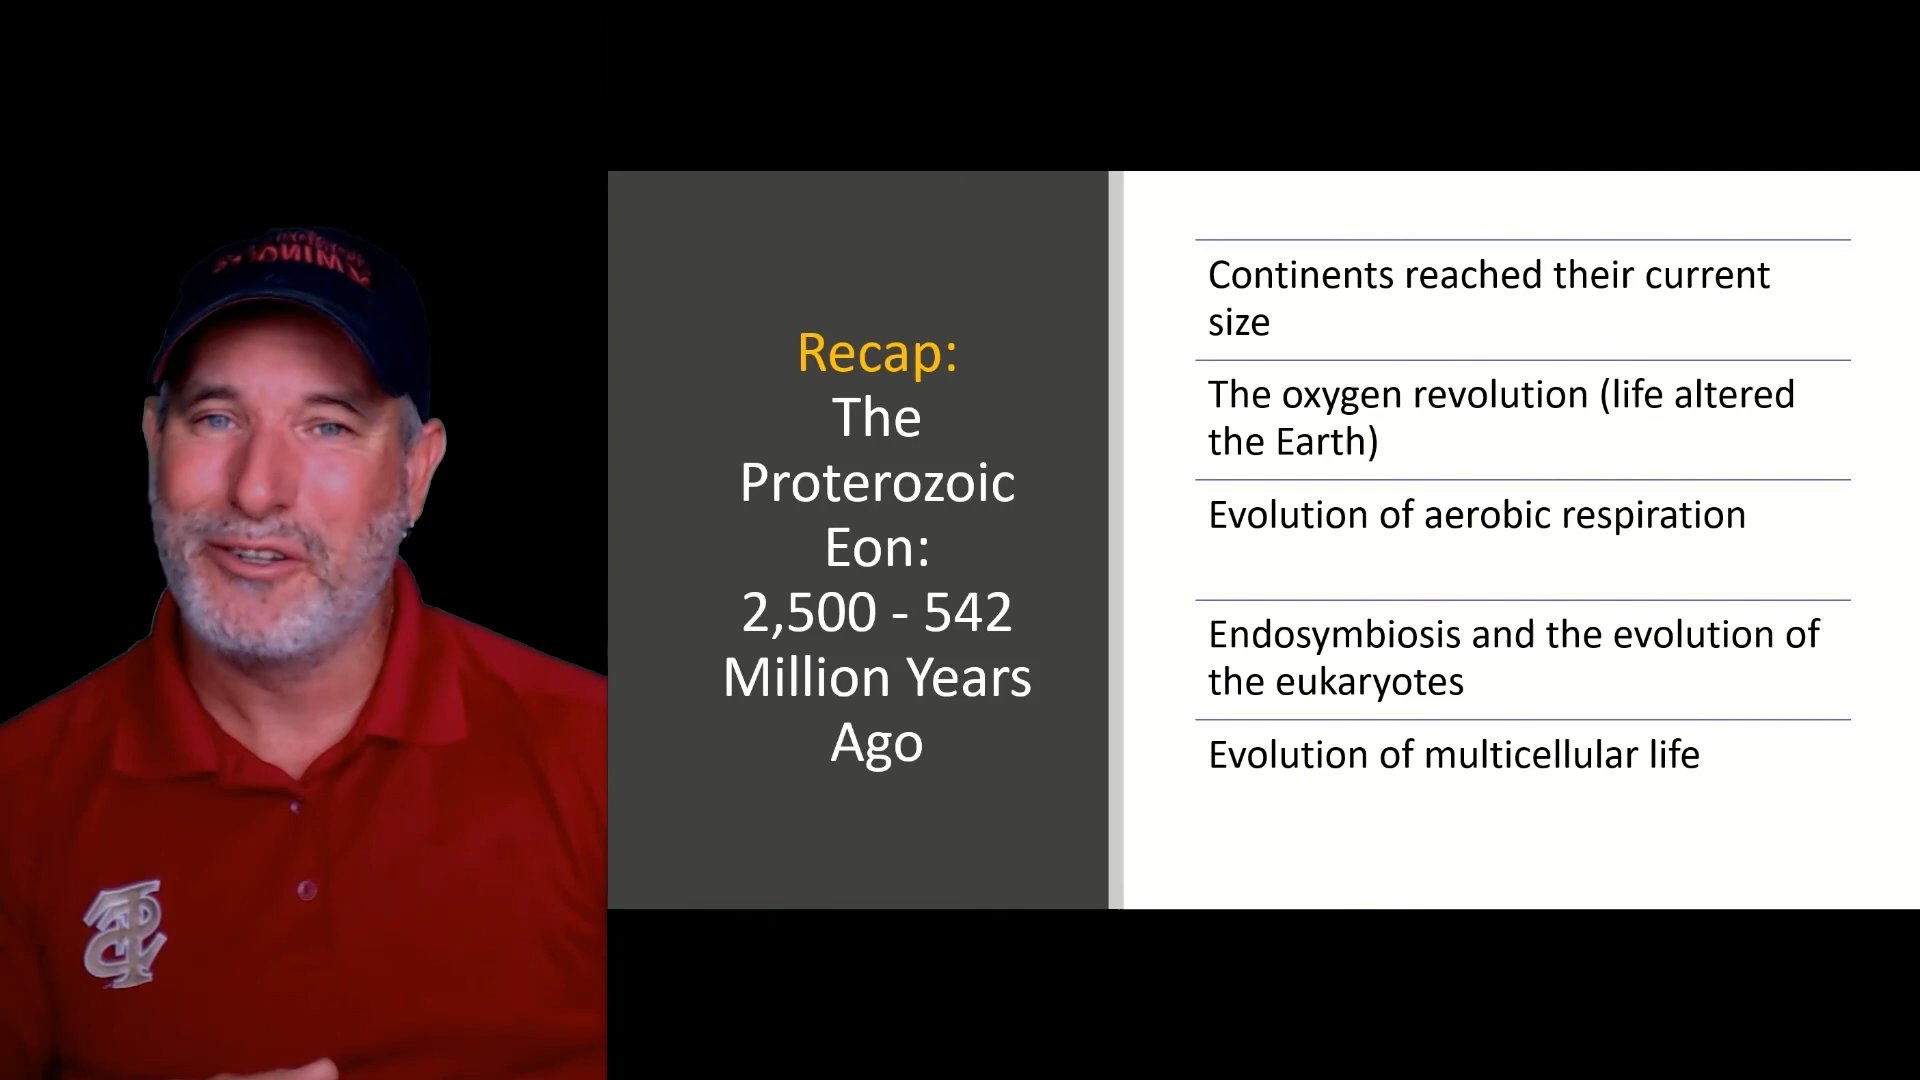 Recap:
The
Proterozoic
Eon:
2,500 - 542
Million Years
Ago
Continents reached their current
size
The oxygen revolution (life altered
the Earth)
Evolution of aerobic respiration
Endosymbiosis and the evolution of
the eukaryotes
Evolution of multicellular life